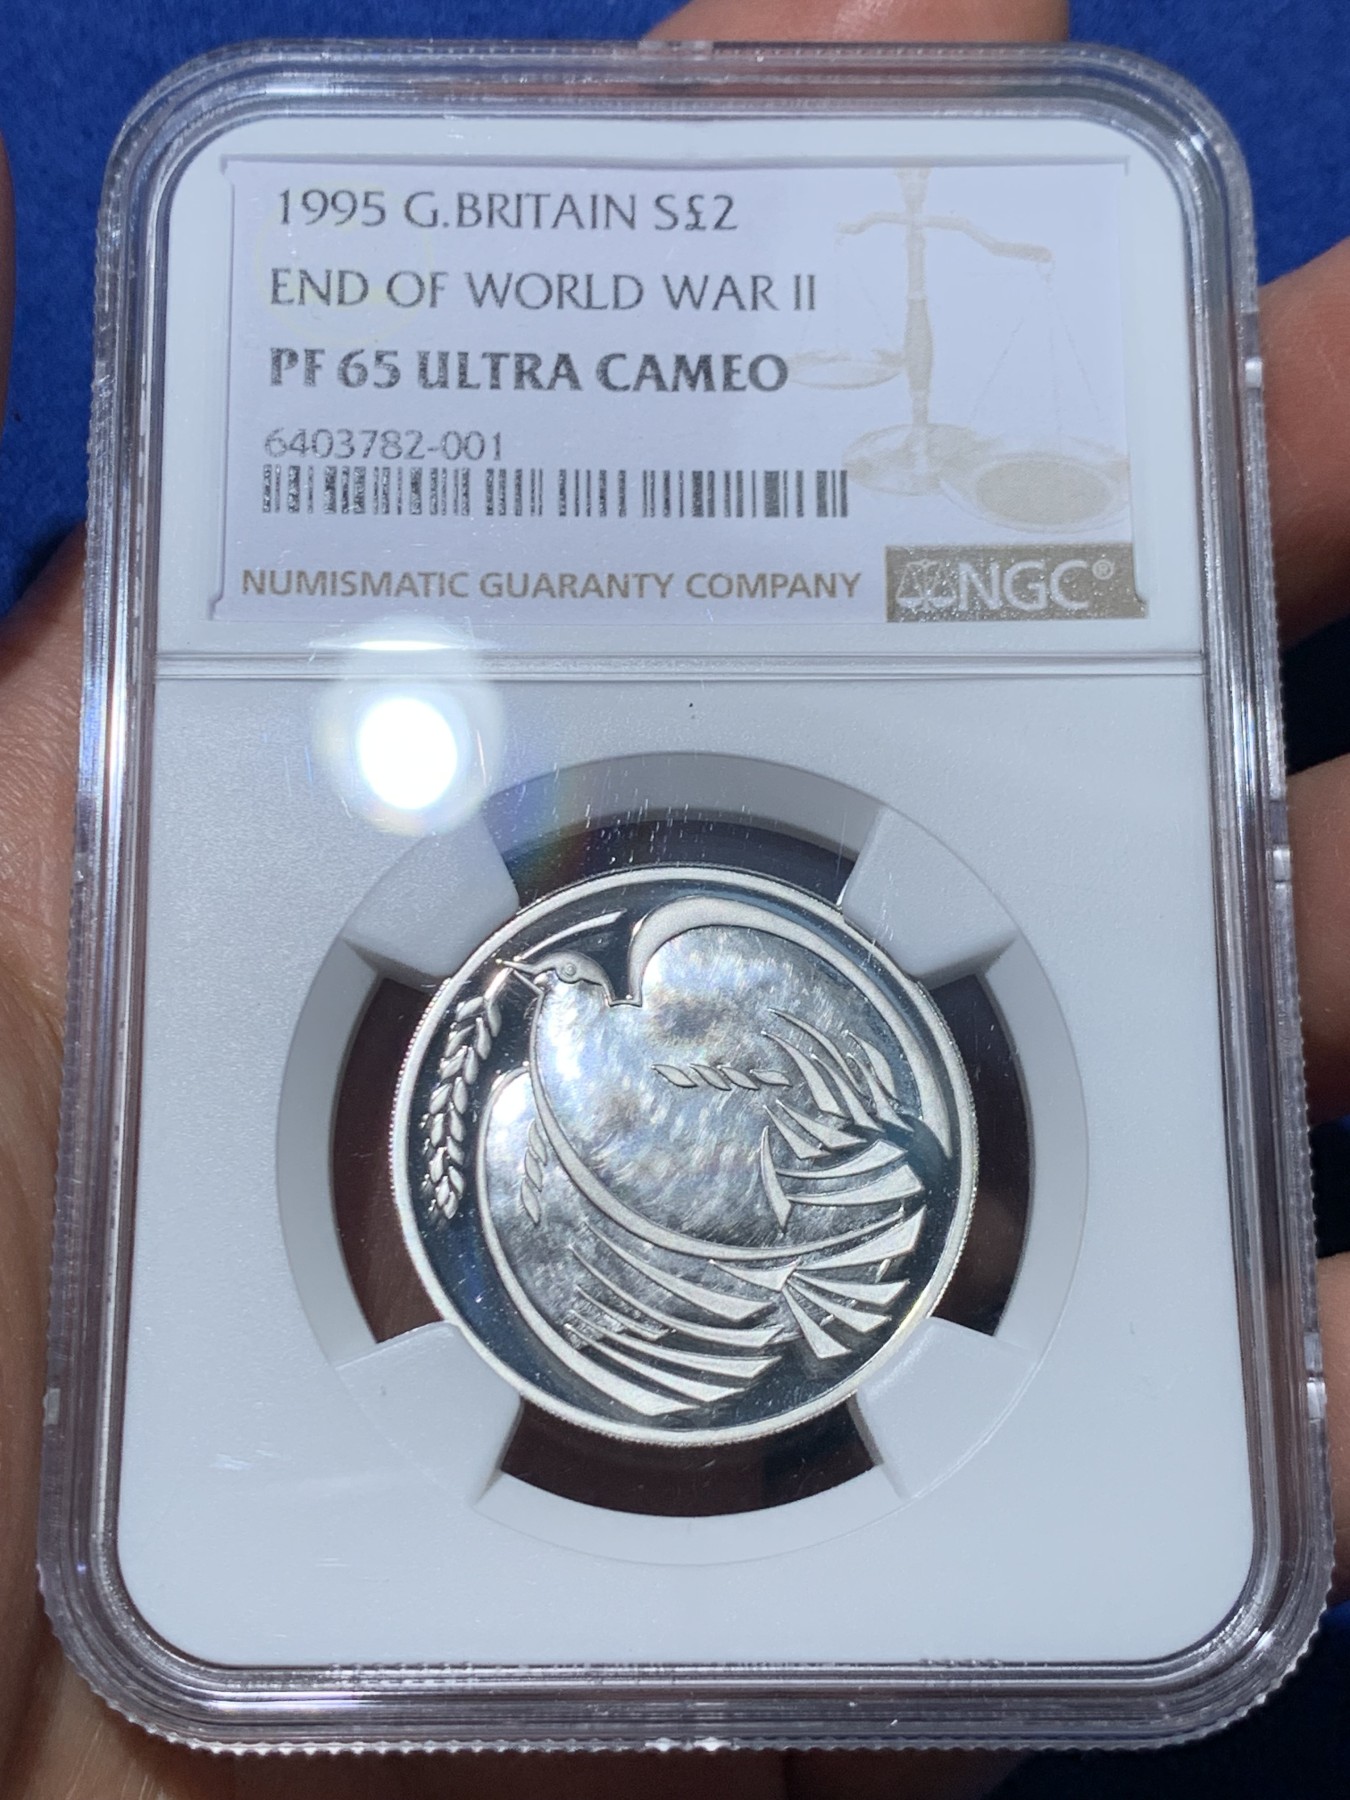 1995 G.BRITAIN S£2
END OF WORLD WAR II
PF 65 ULTRA CAMEO
6403782-001
NUMISMATIC GUARANTY COMPANY
NGC®